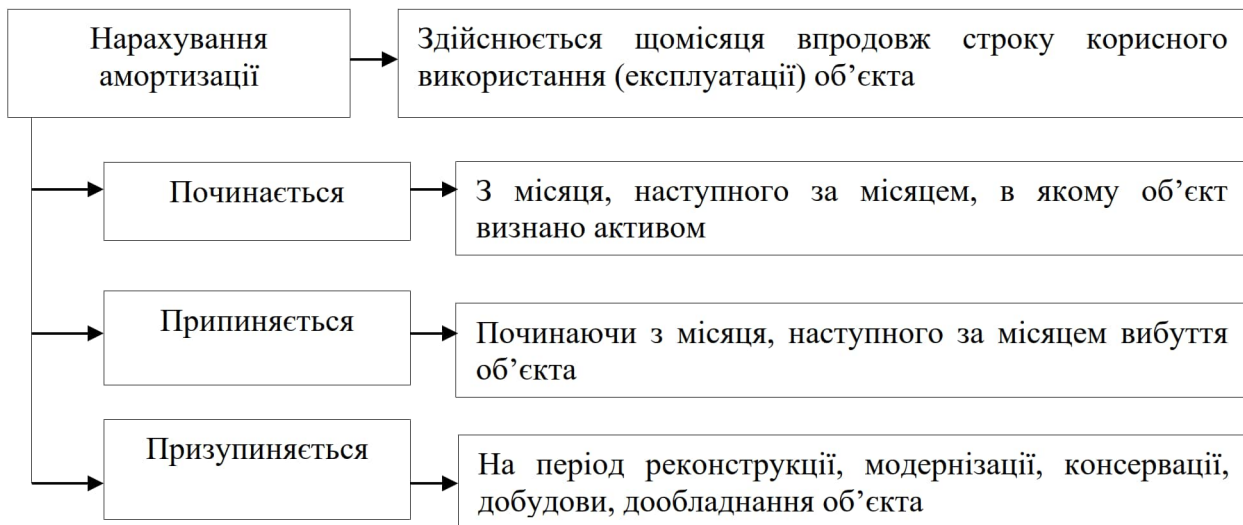 Нарахування
амортизації
Здійснюється щомісяця впродовж строку корисного
використання (експлуатації) об’єкта
Починається
З місяця, наступного за місяцем, в якому об’єкт
визнано активом
Припиняється
Починаючи з місяця, наступного за місяцем вибуття
об’єкта
Призупиняється
На період реконструкції, модернізації, консервації,
добудови, дообладнання об’єкта